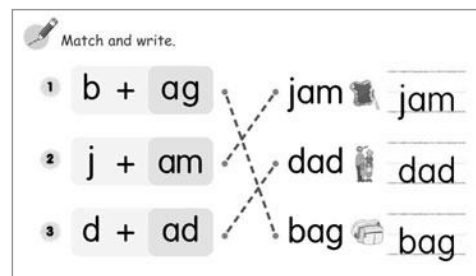 Match and write.
1 b + ag jam jam
2 j + am dad dad
3 d + ad bag bag